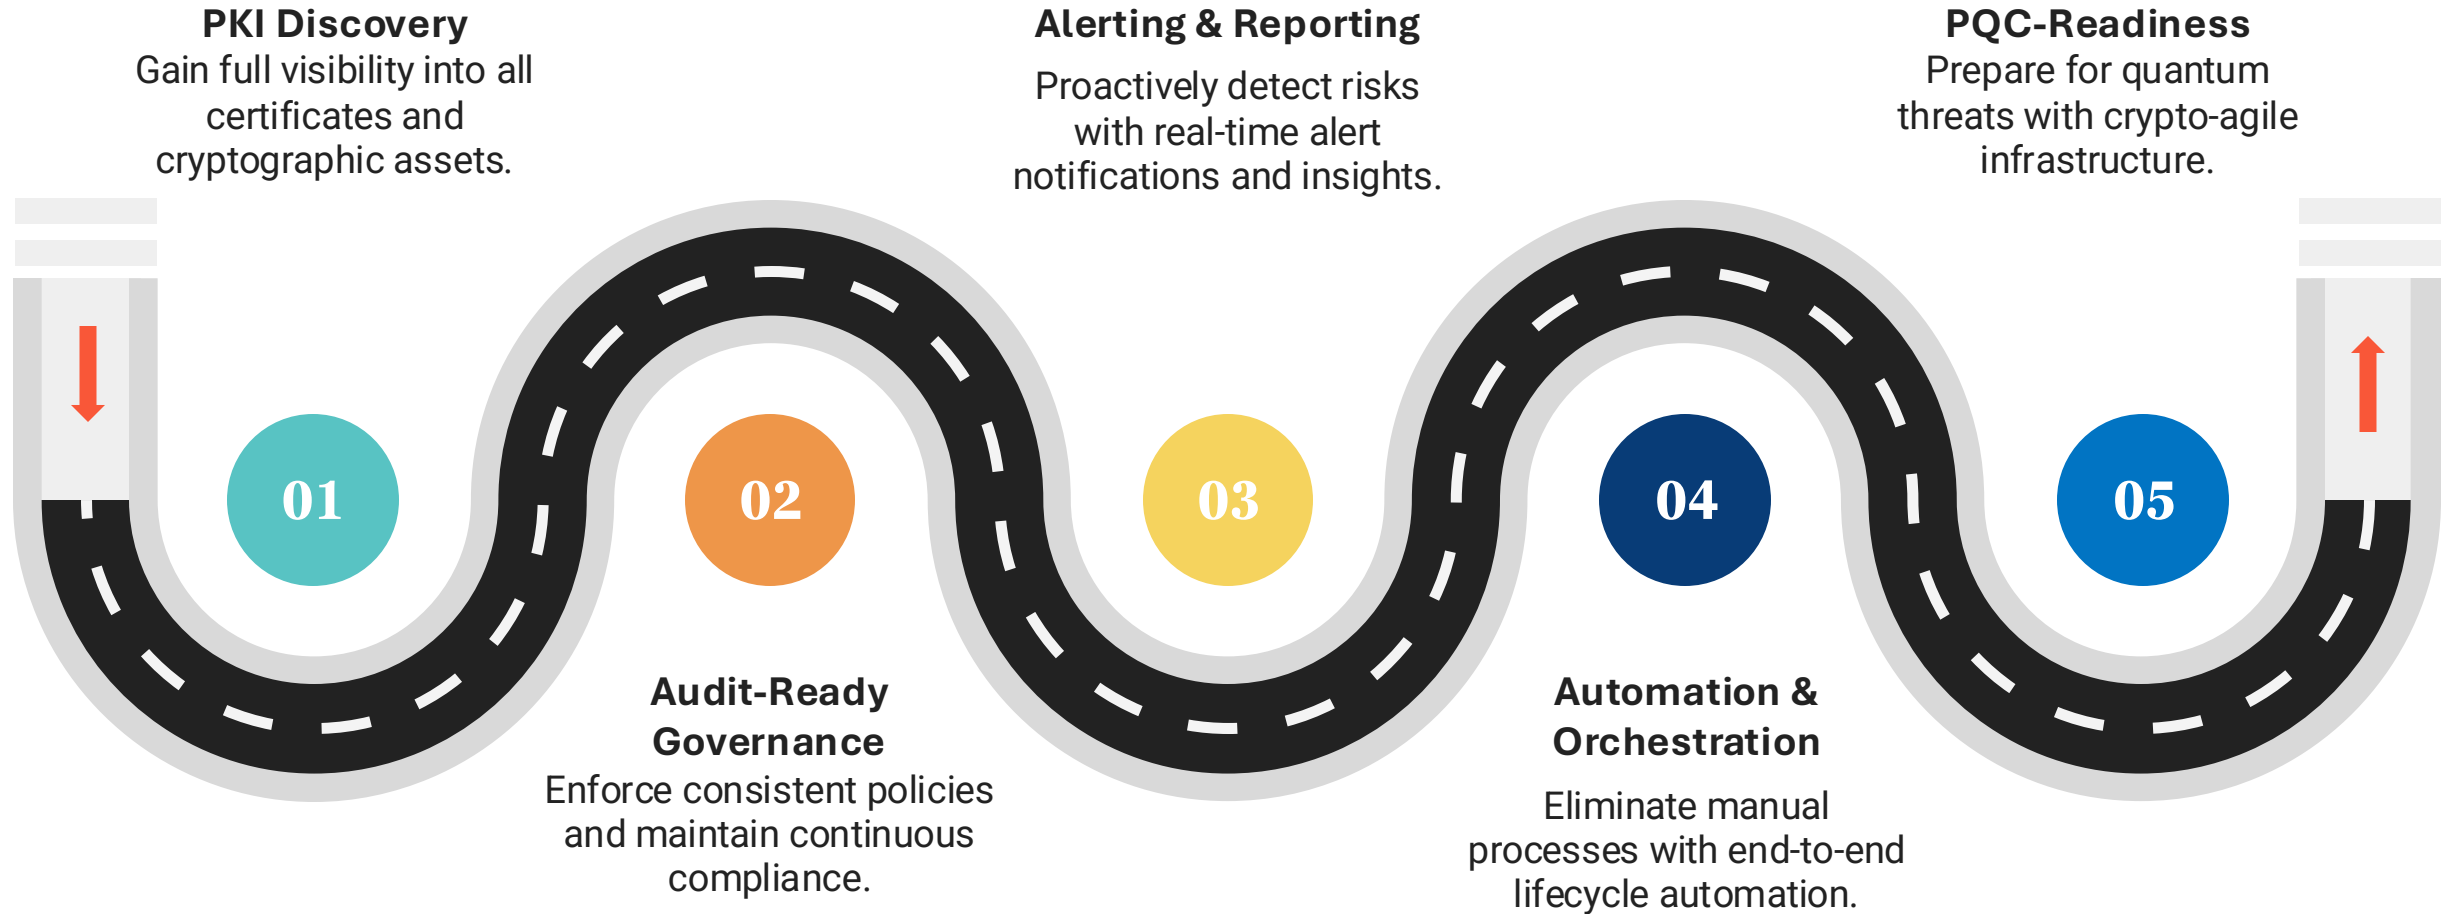 PKI Discovery
Gain full visibility into all
certificates and
cryptographic assets.
01
Audit-Ready
Governance
Enforce consistent policies
and maintain continuous
compliance.
02
Alerting & Reporting
Proactively detect risks
with real-time alert
notifications and insights.
03
Automation &
Orchestration
Eliminate manual
processes with end-to-end
lifecycle automation.
04
PQC-Readiness
Prepare for quantum
threats with crypto-agile
infrastructure.
05